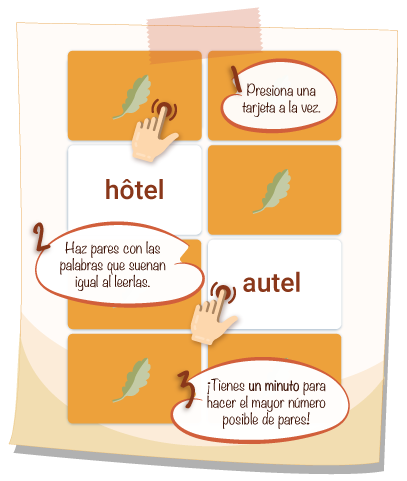 1
Presiona una
tarjeta a la vez.
hôtel
2
Haz pares con las
palabras que suenan
igual al leerlas.
autel
3
¡Tienes un minuto para
hacer el mayor número
posible de pares!